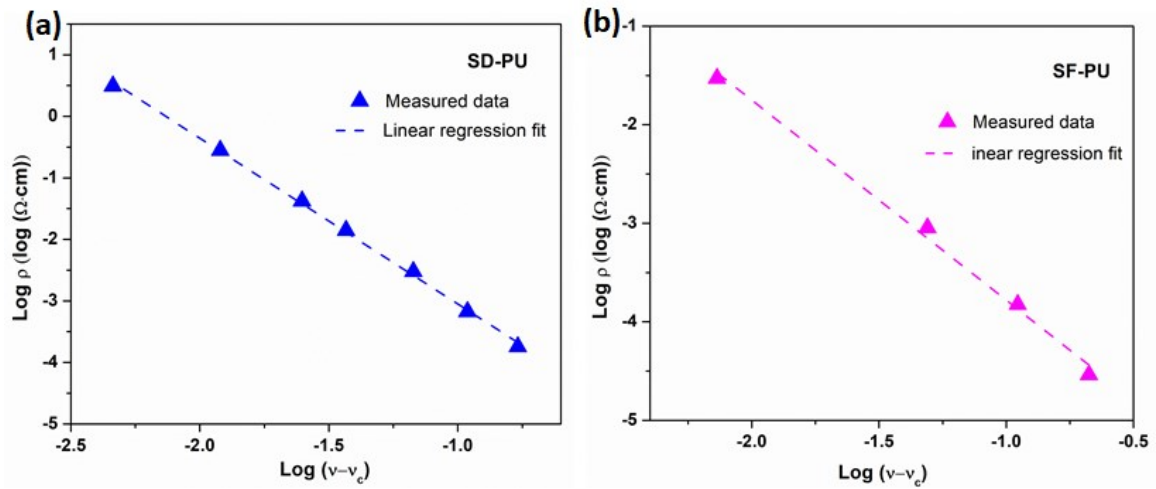 (a)
SD-PU
Measured data
Linear regression fit
Log ρ (log (Ω·cm))
1
0
-1
-2
-3
-4
-5
-2.5
-2.0
-1.5
-1.0
Log (ν−νc)
(b)
SF-PU
Measured data
inear regression fit
Log ρ (log (Ω·cm))
-1
-2
-3
-4
-5
-2.0
-1.5
-1.0
-0.5
Log (ν−νc)